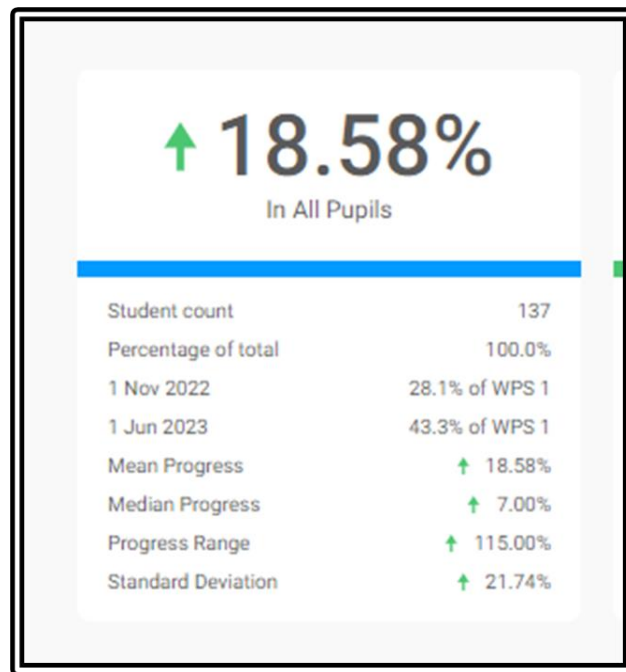 ↑ 18.58%
In All Pupils
Student count 137
Percentage of total 100.0%
1 Nov 2022 28.1% of WPS 1
1 Jun 2023 43.3% of WPS 1
Mean Progress ↑ 18.58%
Median Progress ↑ 7.00%
Progress Range ↑ 115.00%
Standard Deviation ↑ 21.74%